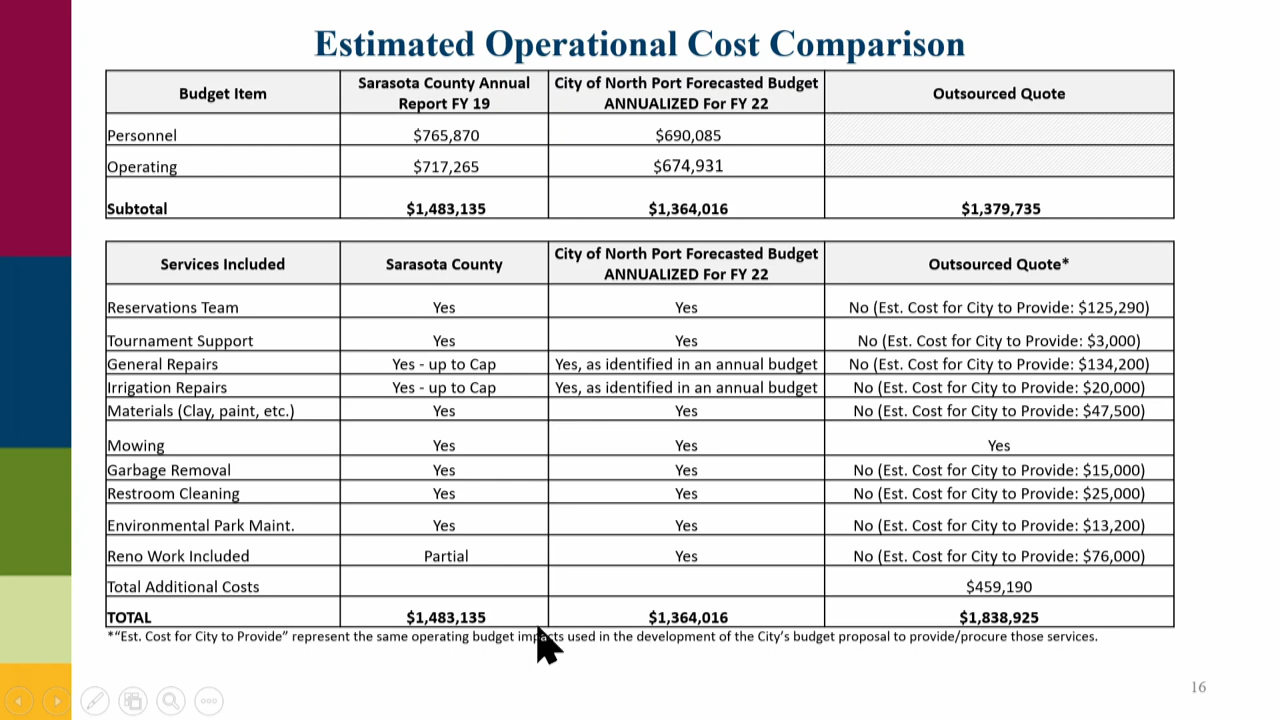 Estimated Operational Cost Comparison
Budget Item
Sarasota County Annual
Report FY 19
City of North Port Forecasted Budget
ANNUALIZED For FY 22
Outsourced Quote
Personnel $765,870 $690,085
Operating $717,265 $674,931
Subtotal $1,483,135 $1,364,016 $1,379,735
Services Included
Sarasota County
City of North Port Forecasted Budget
ANNUALIZED For FY 22
Outsourced Quote*
Reservations Team Yes Yes No (Est. Cost for City to Provide: $125,290)
Tournament Support Yes Yes No (Est. Cost for City to Provide: $3,000)
General Repairs Yes - up to Cap Yes, as identified in an annual budget No (Est. Cost for City to Provide: $134,200)
Irrigation Repairs Yes - up to Cap Yes, as identified in an annual budget No (Est. Cost for City to Provide: $20,000)
Materials (Clay, paint, etc.) Yes Yes No (Est. Cost for City to Provide: $47,500)
Mowing Yes Yes Yes
Garbage Removal Yes Yes No (Est. Cost for City to Provide: $15,000)
Restroom Cleaning Yes Yes No (Est. Cost for City to Provide: $25,000)
Environmental Park Maint. Yes Yes No (Est. Cost for City to Provide: $13,200)
Reno Work Included Partial Yes No (Est. Cost for City to Provide: $76,000)
Total Additional Costs $459,190
TOTAL $1,483,135 $1,364,016 $1,838,925
*“Est. Cost for City to Provide” represent the same operating budget impacts used in the development of the City’s budget proposal to provide/procure those services.
16